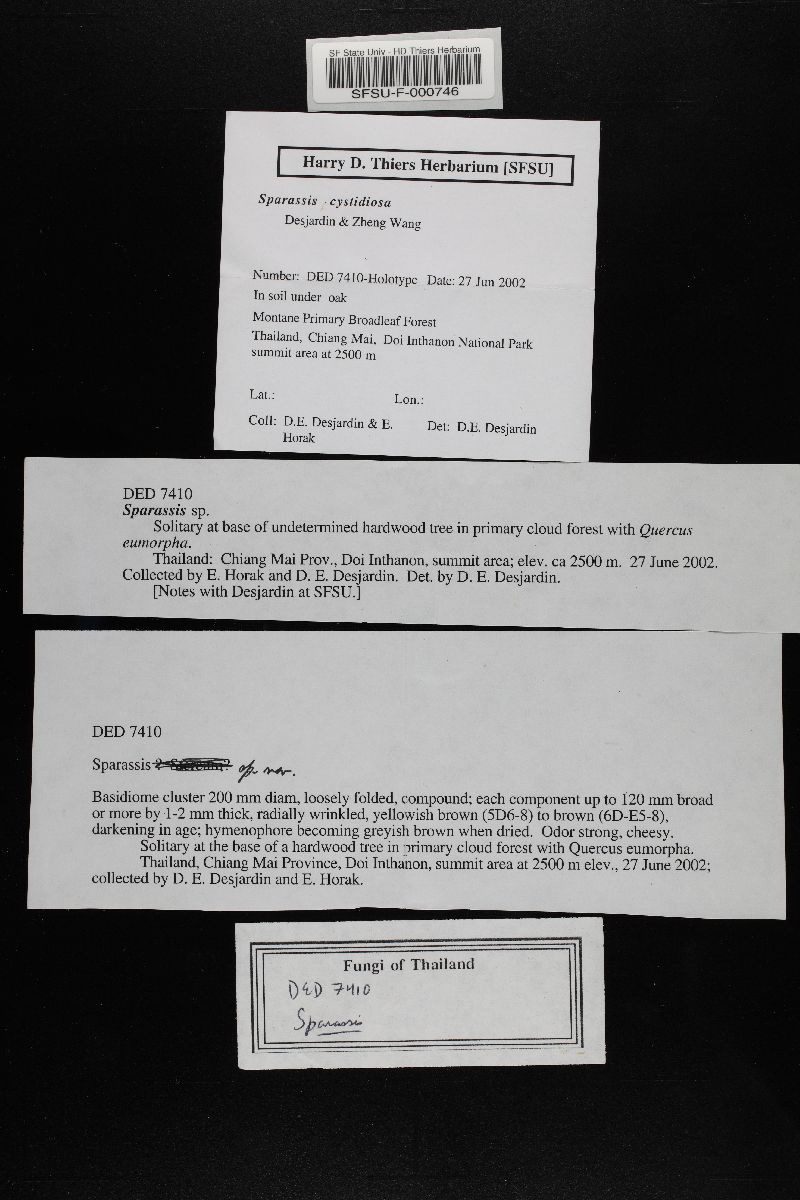 SF State Univ - HD Thiers Herbarium
SFSU-F-000746
Harry D. Thiers Herbarium [SFSU]
Sparassis cystidiosa
Desjardin & Zheng Wang
Number: DED 7410-Holotype Date: 27 Jun 2002
In soil under oak
Montane Primary Broadleaf Forest
Thailand, Chiang Mai, Doi Inthanon National Park
summit area at 2500 m
Lat.: Lon.:
Coll: D.E. Desjardin & E. Det: D.E. Desjardin
Horak
DED 7410
Sparassis sp.
Solitary at base of undetermined hardwood tree in primary cloud forest with Quercus
eumorpha.
Thailand: Chiang Mai Prov., Doi Inthanon, summit area; elev. ca 2500 m. 27 June 2002.
Collected by E. Horak and D. E. Desjardin. Det. by D. E. Desjardin.
[Notes with Desjardin at SFSU.]
DED 7410
Sparassis sp. nov.
Basidiome cluster 200 mm diam, loosely folded, compound; each component up to 120 mm broad
or more by 1-2 mm thick, radially wrinkled, yellowish brown (5D6-8) to brown (6D-E5-8),
darkening in age; hymenophore becoming greyish brown when dried. Odor strong, cheesy.
Solitary at the base of a hardwood tree in primary cloud forest with Quercus eumorpha.
Thailand, Chiang Mai Province, Doi Inthanon, summit area at 2500 m elev., 27 June 2002;
collected by D. E. Desjardin and E. Horak.
Fungi of Thailand
DED 7410
Sparassis